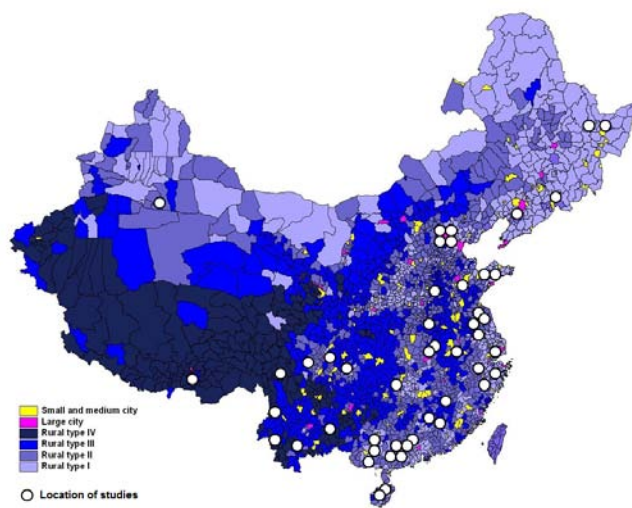 Small and medium city
Large city
Rural type IV
Rural type III
Rural type II
Rural type I
Location of studies